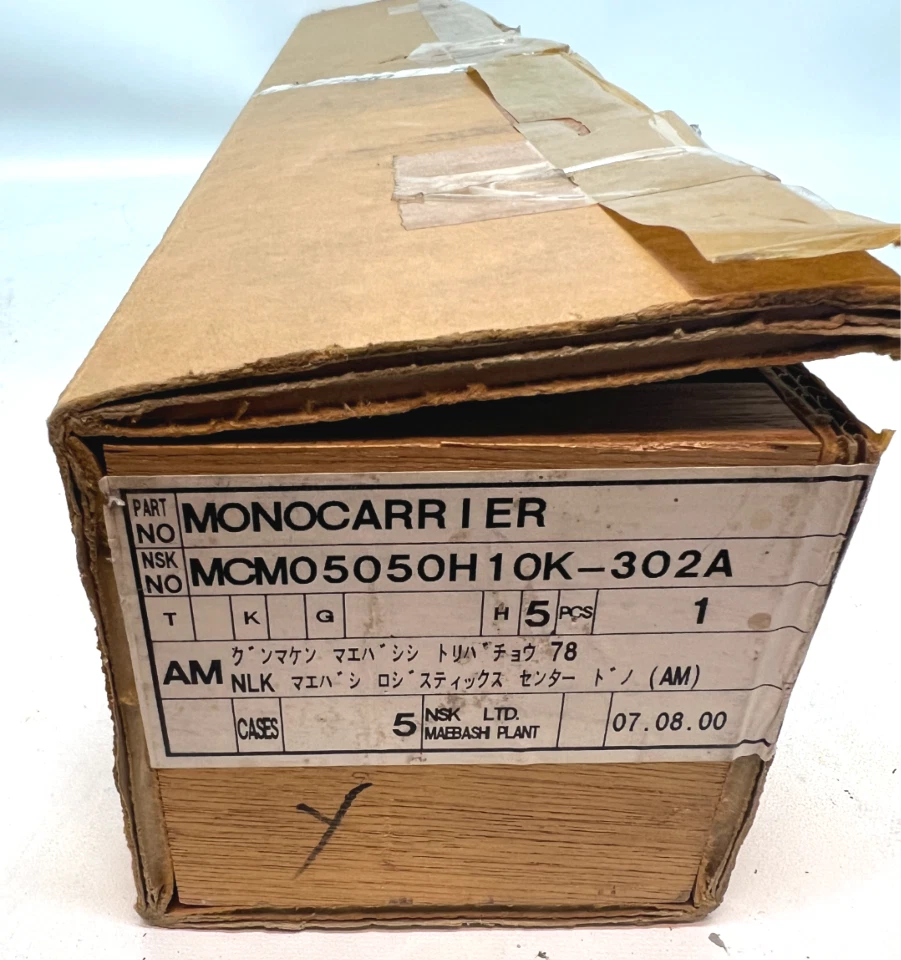 PART NO MONOCARRIER
NSK NO MCM05050H10K-302A
T K G H 5 PCS 1
AM グンマケン マエバシシ トリバチョウ 78
NLK マエバシ ロジスティックス センター ドノ (AM)
CASES 5 NSK LTD. MAEBASHI PLANT 07.08.00
Y